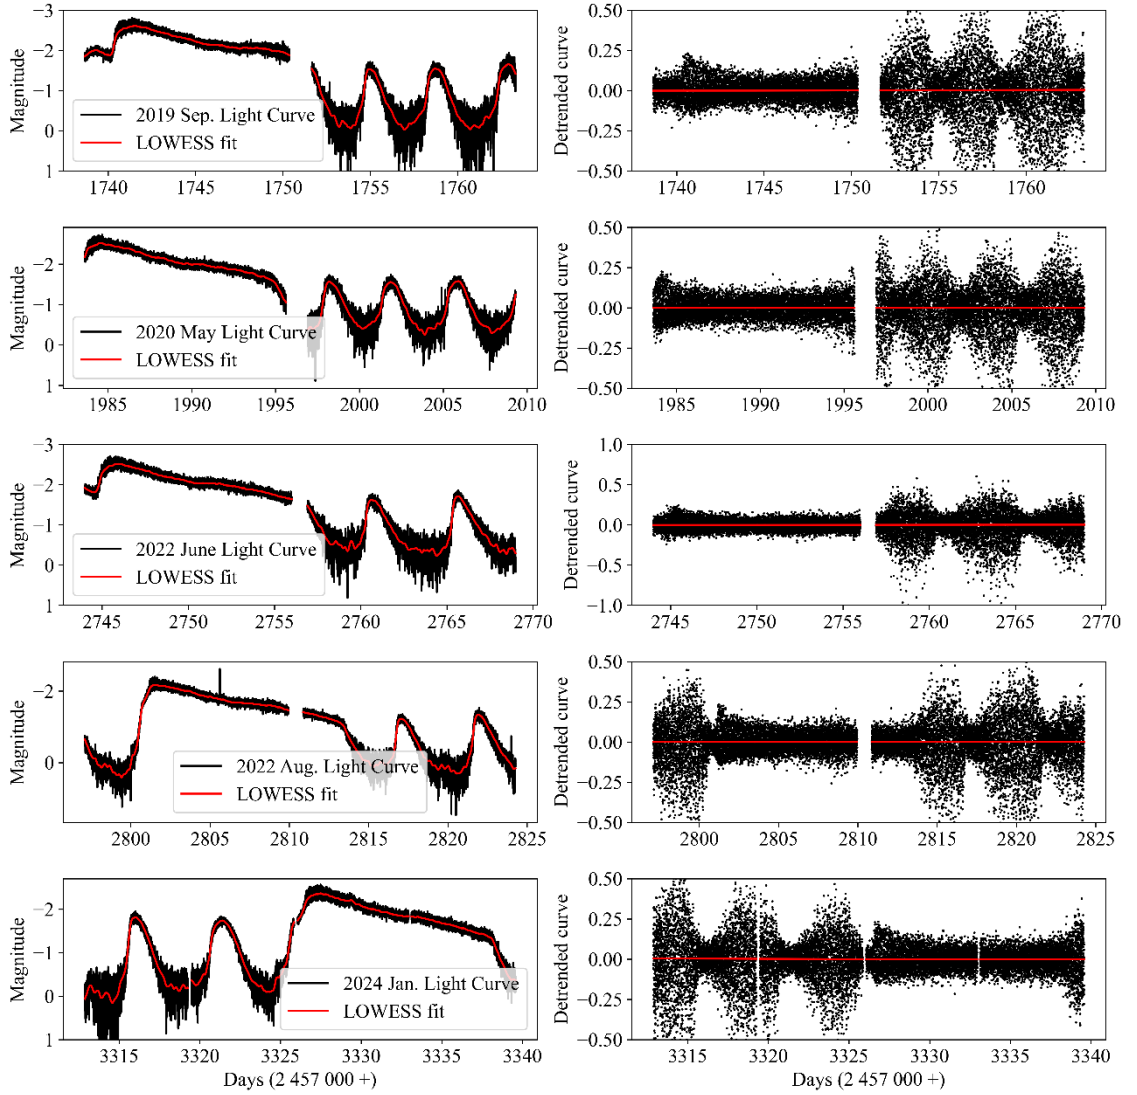 −3
−2
−1
0
1
Magnitude
2019 Sep. Light Curve
LOWESS fit
1740 1745 1750 1755 1760
0.50
0.25
0.00
−0.25
−0.50
Detrended curve
1740 1745 1750 1755 1760
−2
−1
0
1
Magnitude
2020 May Light Curve
LOWESS fit
1985 1990 1995 2000 2005 2010
0.50
0.25
0.00
−0.25
−0.50
Detrended curve
1985 1990 1995 2000 2005 2010
−3
−2
−1
0
1
Magnitude
2022 June Light Curve
LOWESS fit
2745 2750 2755 2760 2765 2770
1.0
0.5
0.0
−0.5
−1.0
Detrended curve
2745 2750 2755 2760 2765 2770
−2
0
Magnitude
2022 Aug. Light Curve
LOWESS fit
2800 2805 2810 2815 2820 2825
0.50
0.25
0.00
−0.25
−0.50
Detrended curve
2800 2805 2810 2815 2820 2825
−2
−1
0
1
Magnitude
2024 Jan. Light Curve
LOWESS fit
3315 3320 3325 3330 3335 3340
Days (2 457 000 +)
0.50
0.25
0.00
−0.25
−0.50
Detrended curve
3315 3320 3325 3330 3335 3340
Days (2 457 000 +)